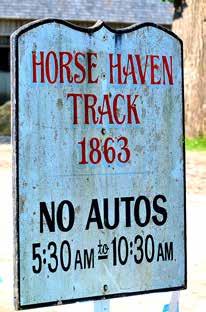 HORSE HAVEN
TRACK
1863
NO AUTOS
5:30 AM to 10:30 AM